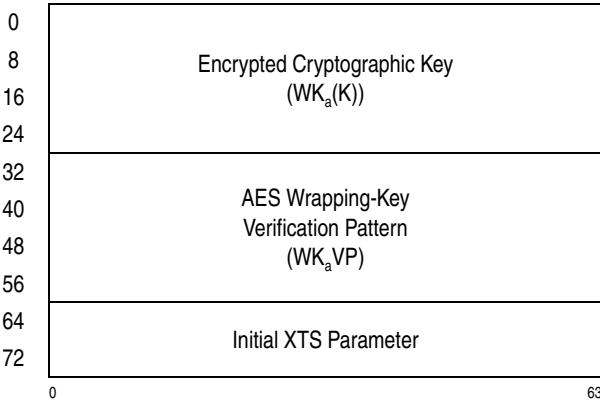 0
8
16
24
32
40
48
56
64
72
Encrypted Cryptographic Key
(WKa(K))
AES Wrapping-Key
Verification Pattern
(WKaVP)
Initial XTS Parameter
0 63